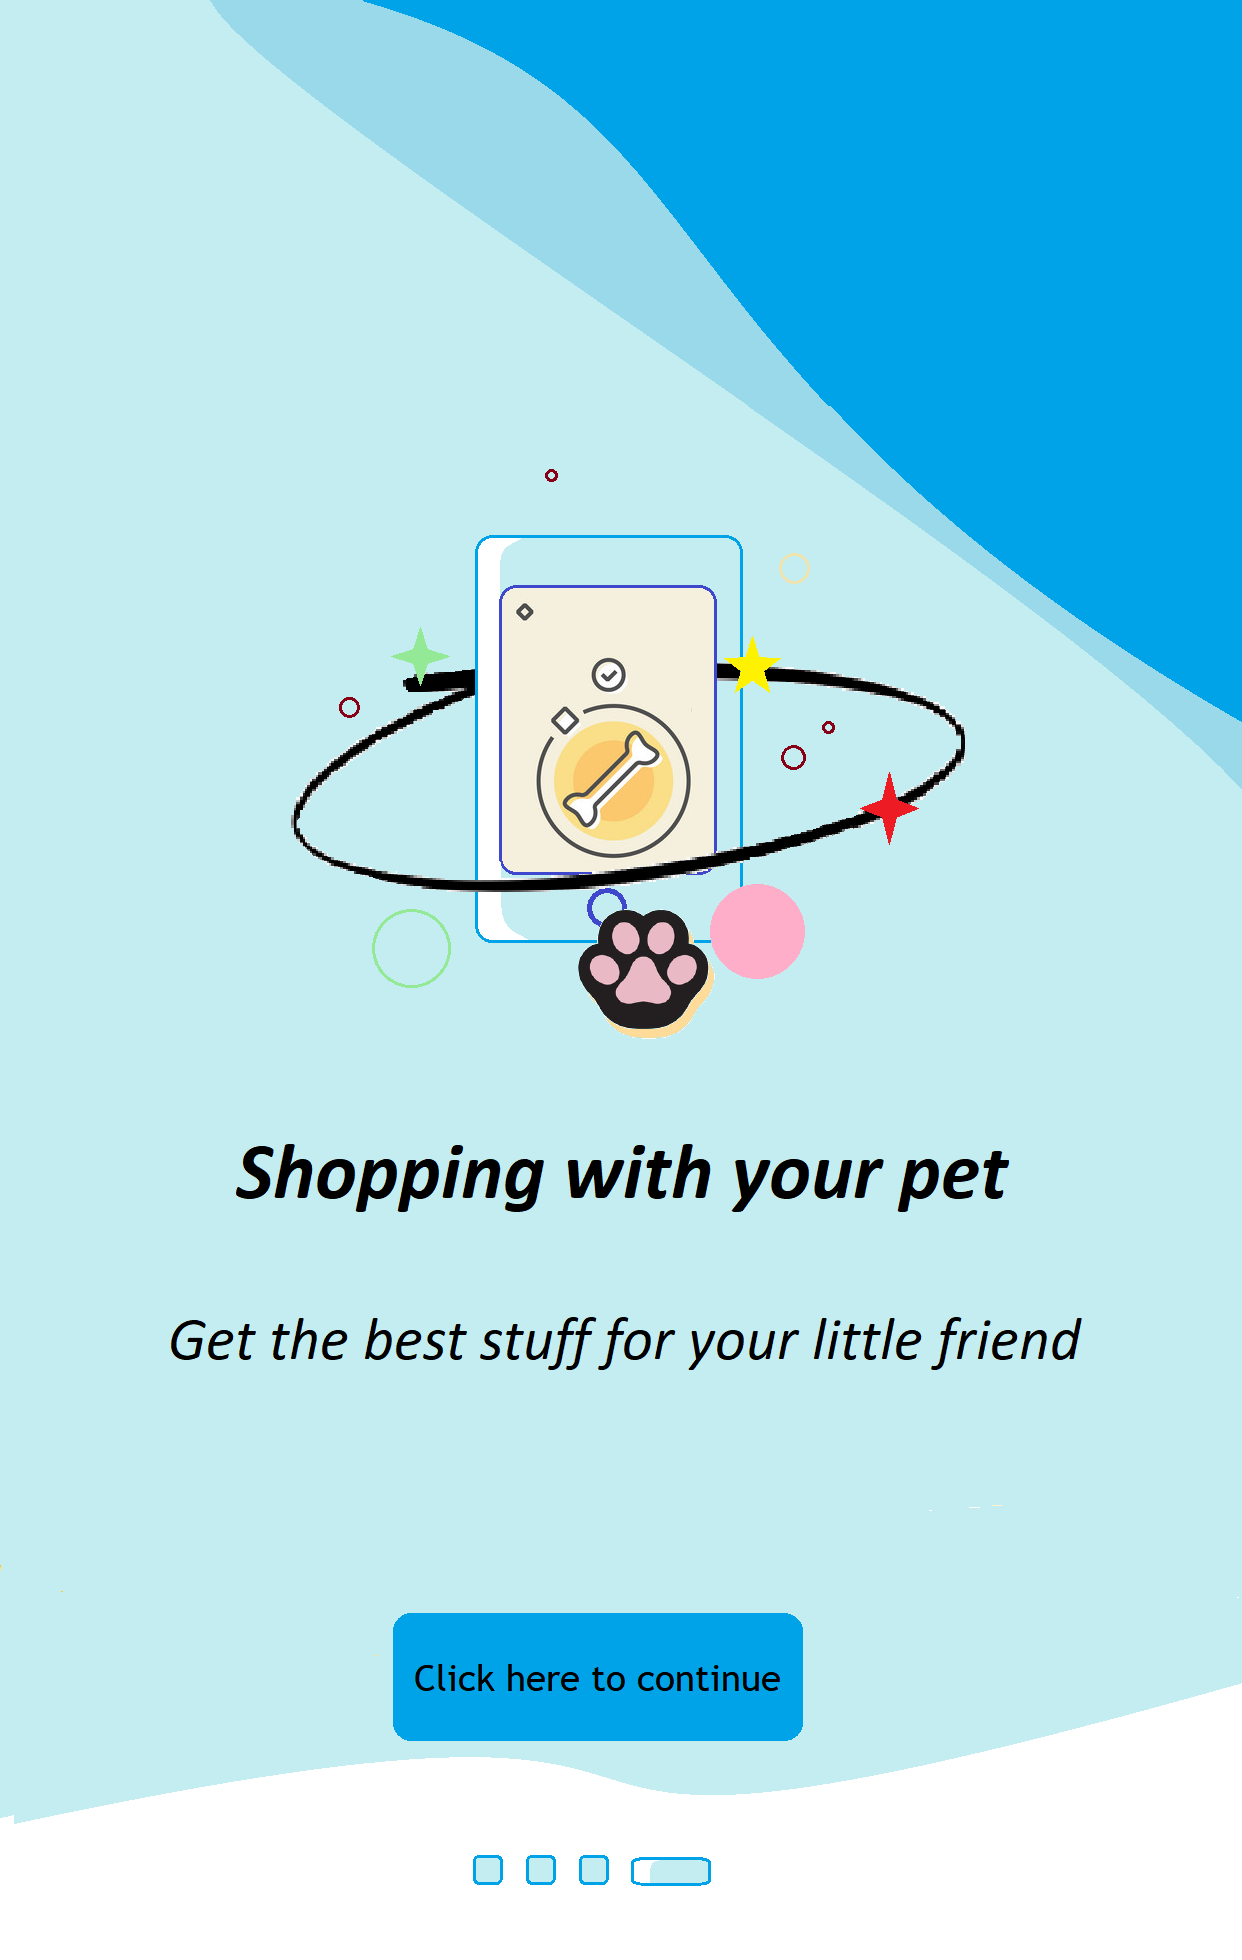 Shopping with your pet
Get the best stuff for your little friend
Click here to continue